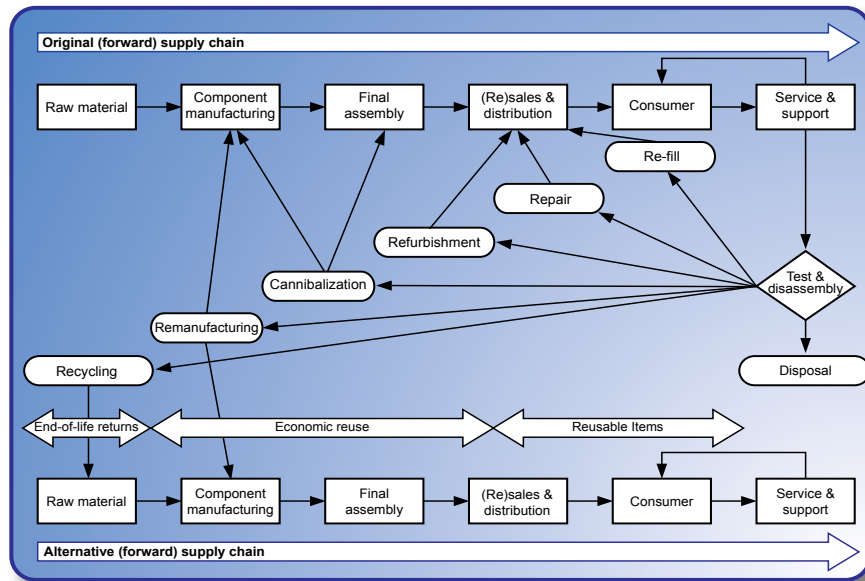 Original (forward) supply chain
Raw material
Component
manufacturing
Final
assembly
(Re)sales &
distribution
Consumer
Service &
support
Re-fill
Repair
Refurbishment
Cannibalization
Test &
disassembly
Remanufacturing
Recycling
Disposal
End-of-life returns
Economic reuse
Reusable Items
Raw material
Component
manufacturing
Final
assembly
(Re)sales &
distribution
Consumer
Service &
support
Alternative (forward) supply chain